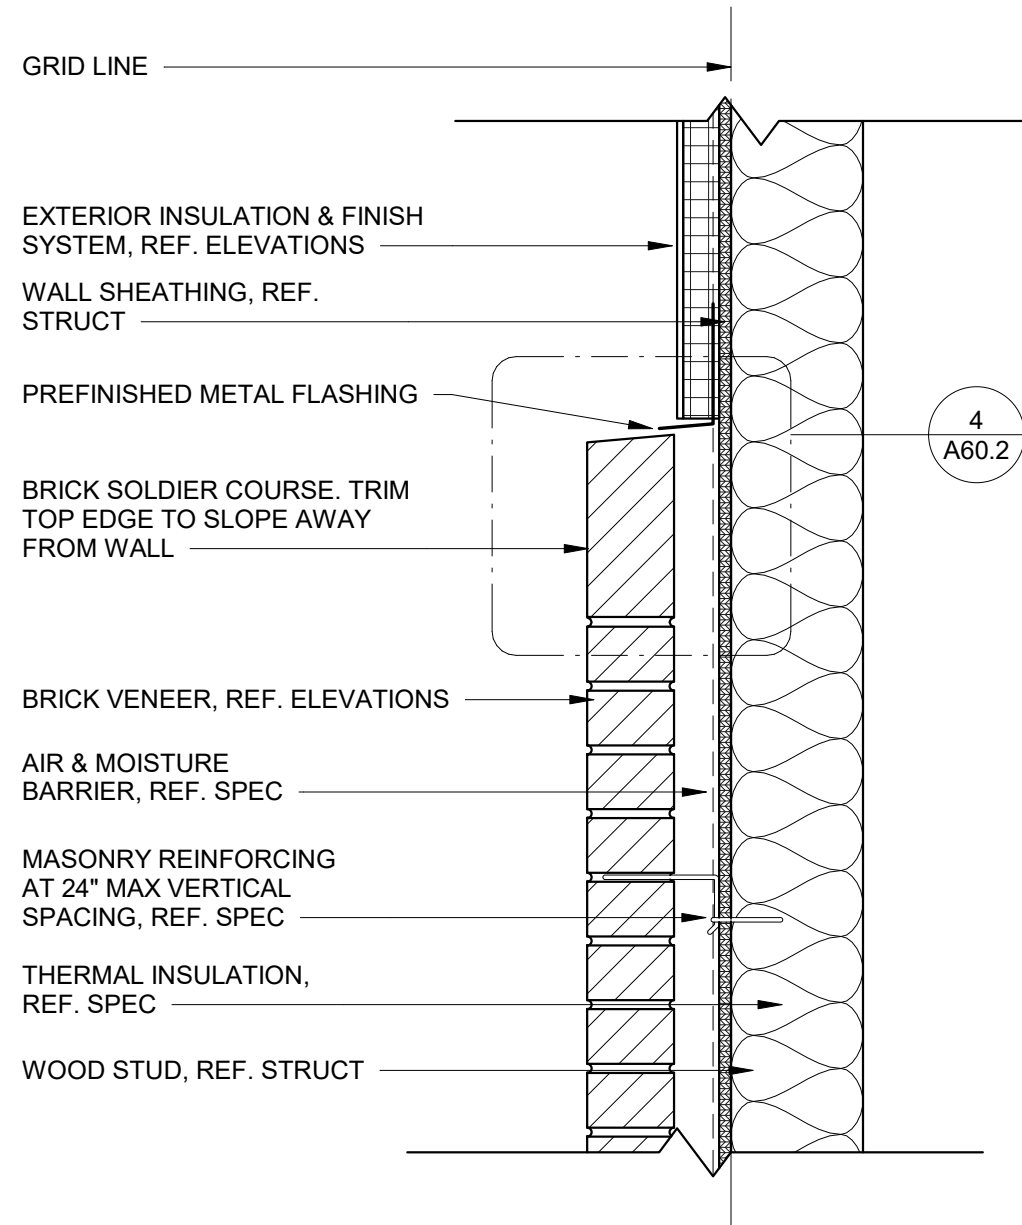 GRID LINE
EXTERIOR INSULATION & FINISH
SYSTEM, REF. ELEVATIONS
WALL SHEATHING, REF.
STRUCT
PREFINISHED METAL FLASHING
4
A60.2
BRICK SOLDIER COURSE. TRIM
TOP EDGE TO SLOPE AWAY
FROM WALL
BRICK VENEER, REF. ELEVATIONS
AIR & MOISTURE
BARRIER, REF. SPEC
MASONRY REINFORCING
AT 24" MAX VERTICAL
SPACING, REF. SPEC
THERMAL INSULATION,
REF. SPEC
WOOD STUD, REF. STRUCT